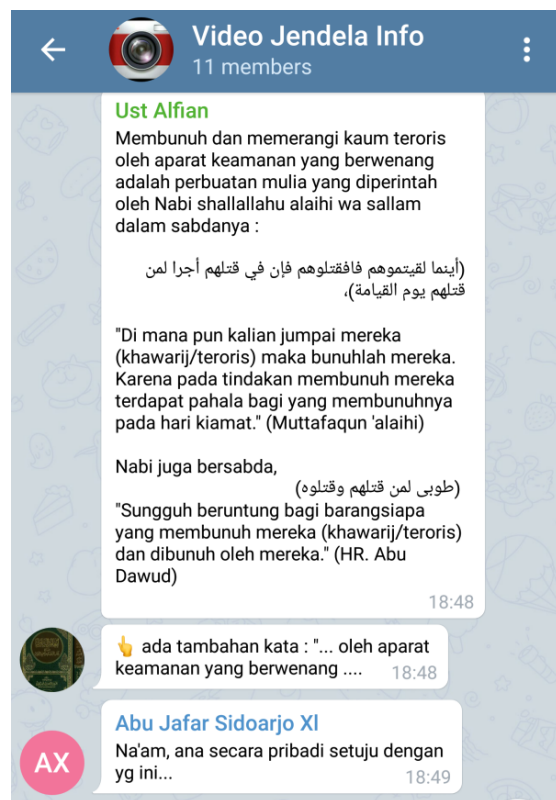 Video Jendela Info
11 members
Ust Alfian
Membunuh dan memerangi kaum teroris
oleh aparat keamanan yang berwenang
adalah perbuatan mulia yang diperintah
oleh Nabi shallallahu alaihi wa sallam
dalam sabdanya :
(أينما لقيتموهم فافقتلوهم فإن في قتلهم أجرا لمن
قتلهم يوم القيامة)،
"Di mana pun kalian jumpai mereka
(khawarij/teroris) maka bunuhlah mereka.
Karena pada tindakan membunuh mereka
terdapat pahala bagi yang membunuhnya
pada hari kiamat." (Muttafaqun 'alaihi)
Nabi juga bersabda,
(طوبى لمن قتلهم وقتلوه)
"Sungguh beruntung bagi barangsiapa
yang membunuh mereka (khawarij/teroris)
dan dibunuh oleh mereka." (HR. Abu
Dawud)
18:48
👆 ada tambahan kata : "... oleh aparat
keamanan yang berwenang .... 18:48
Abu Jafar Sidoarjo Xl
Na'am, ana secara pribadi setuju dengan
yg ini... 18:49
AX